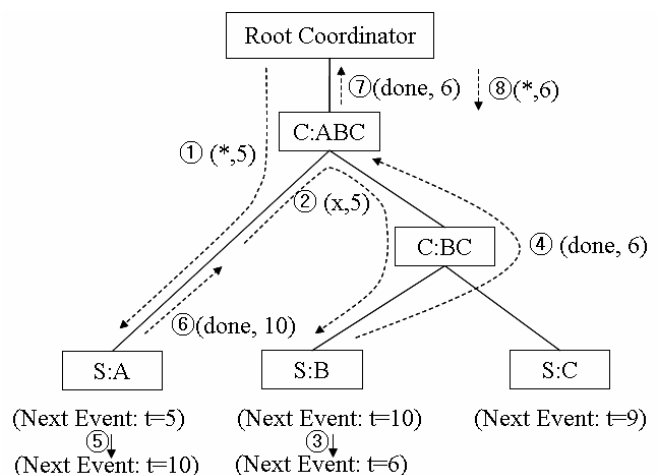 Root Coordinator
⑦(done, 6)
⑧(*,6)
C:ABC
① (*,5)
② (x,5)
C:BC
④ (done, 6)
⑥(done, 10)
S:A
S:B
S:C
(Next Event: t=5)
(Next Event: t=10)
(Next Event: t=9)
⑤
③
(Next Event: t=10)
(Next Event: t=6)